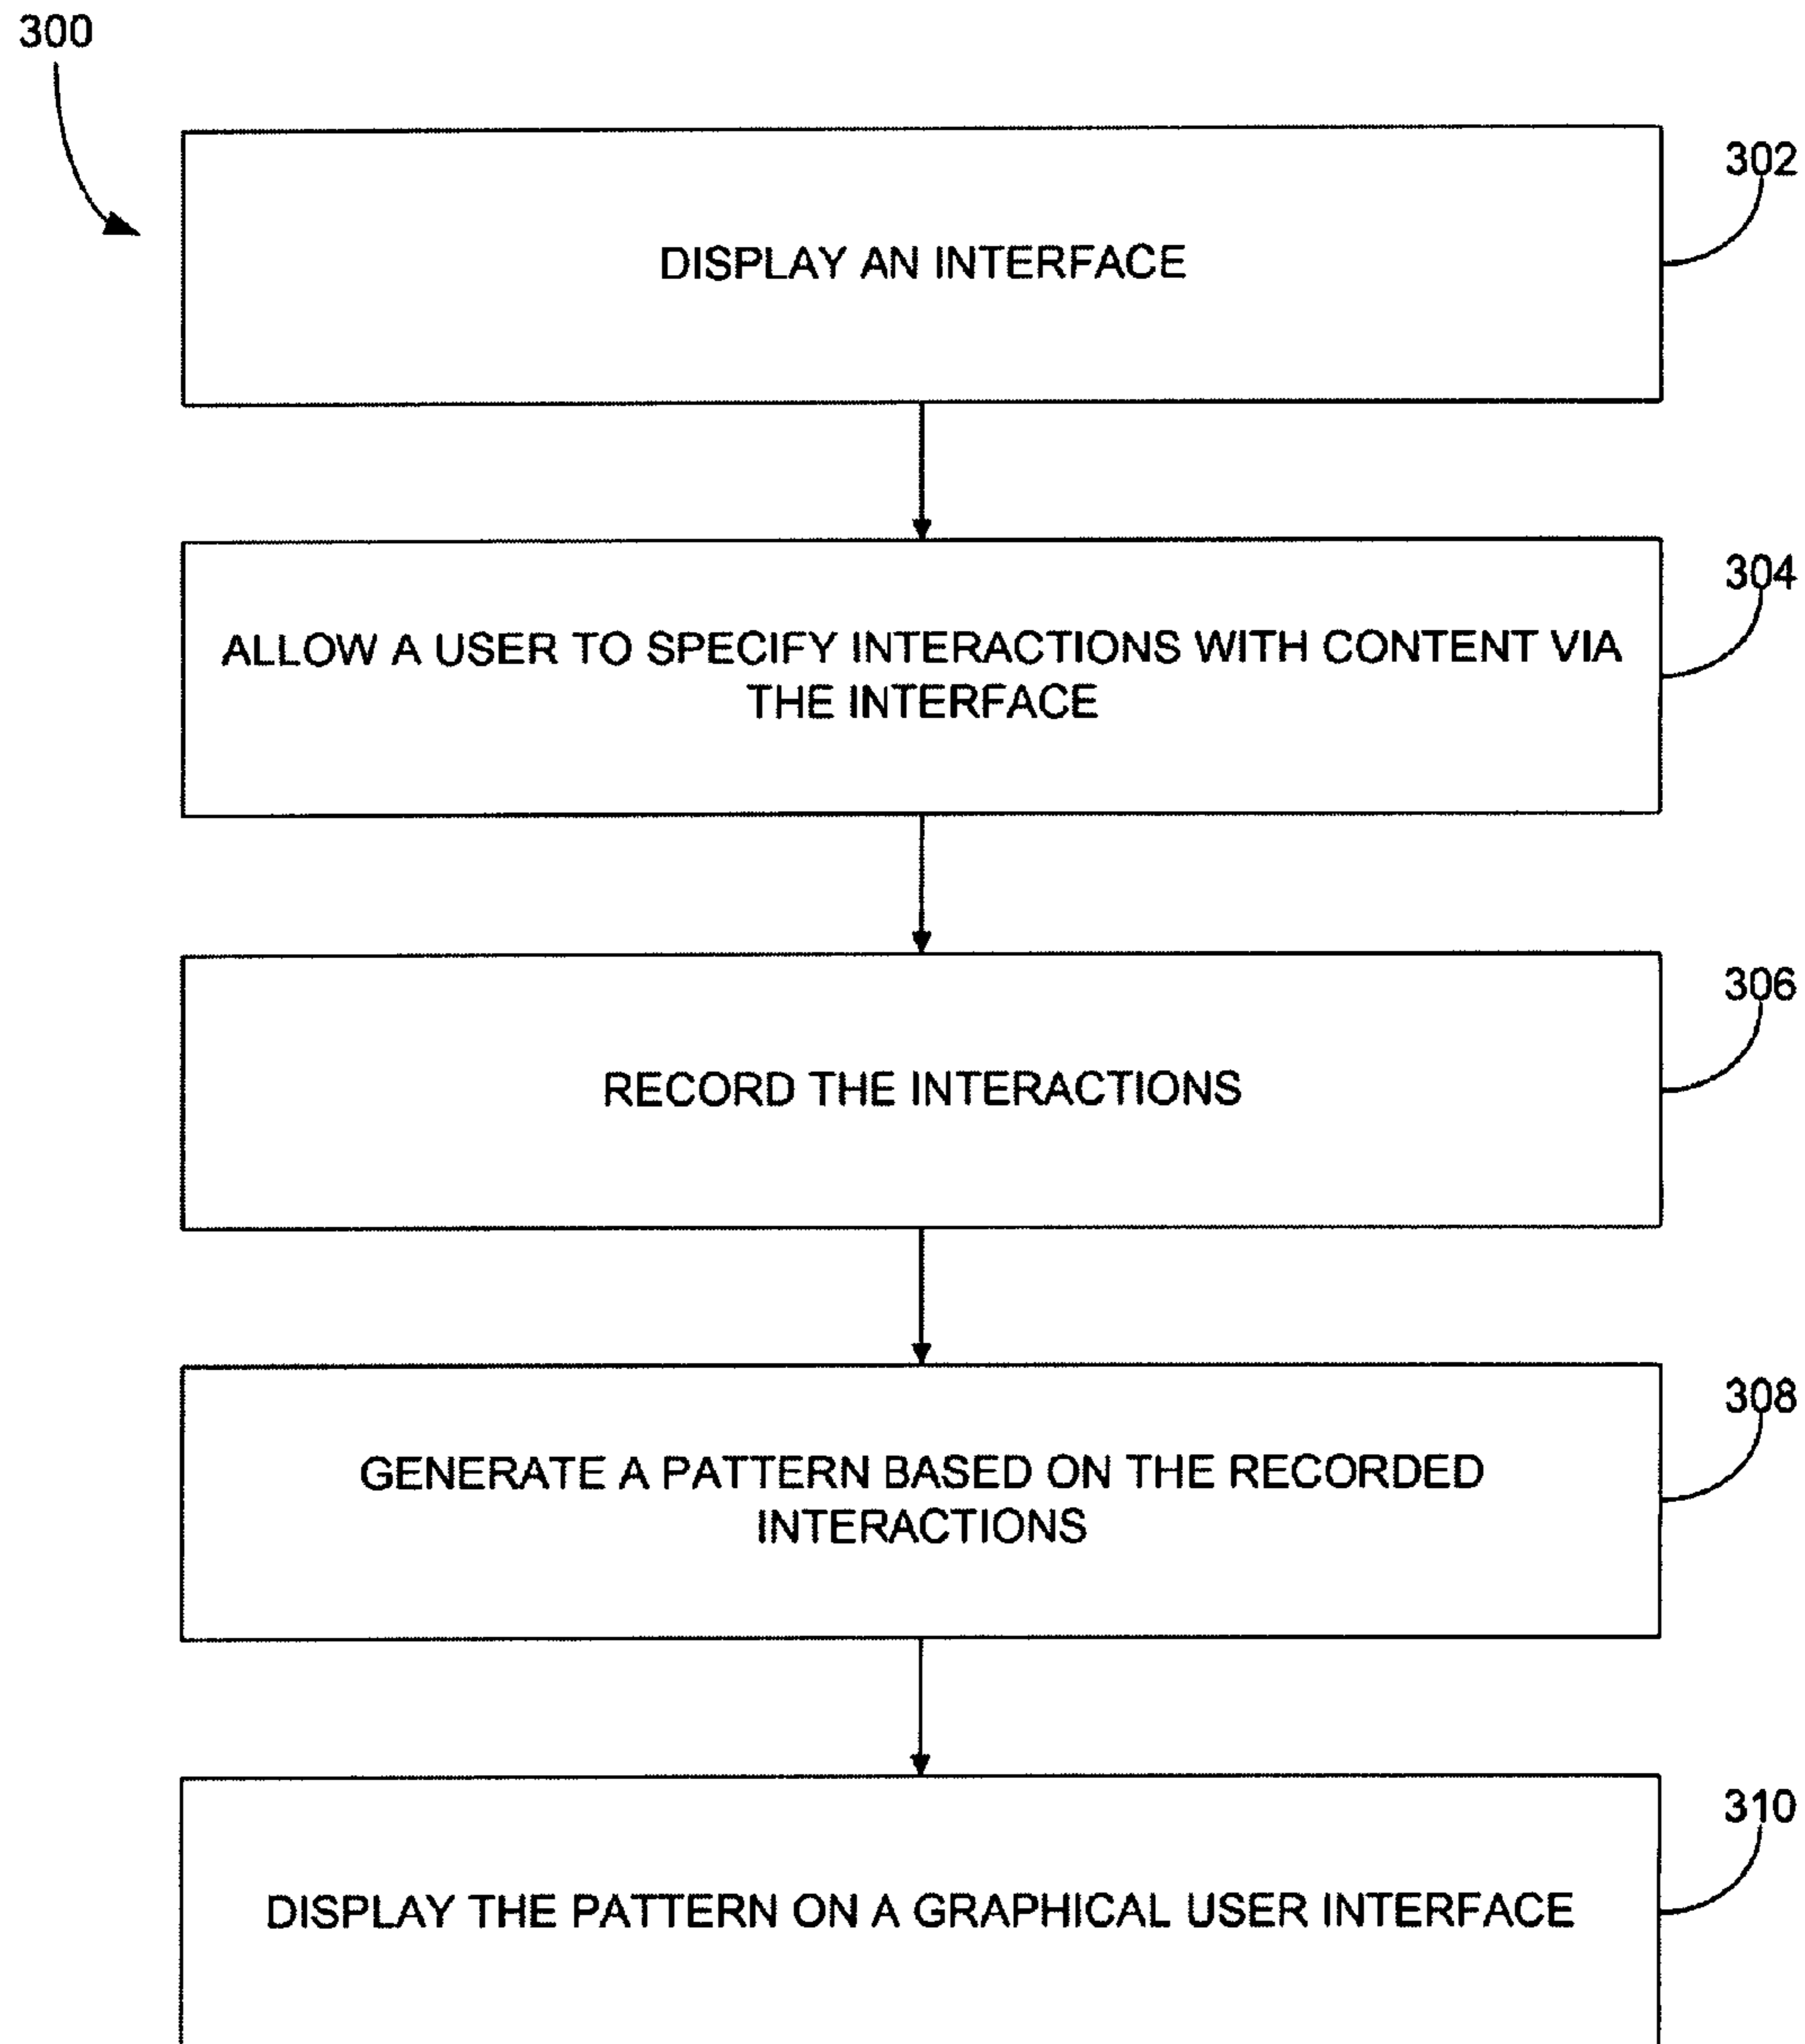 300
302
DISPLAY AN INTERFACE
304
ALLOW A USER TO SPECIFY INTERACTIONS WITH CONTENT VIA
THE INTERFACE
306
RECORD THE INTERACTIONS
308
GENERATE A PATTERN BASED ON THE RECORDED
INTERACTIONS
310
DISPLAY THE PATTERN ON A GRAPHICAL USER INTERFACE